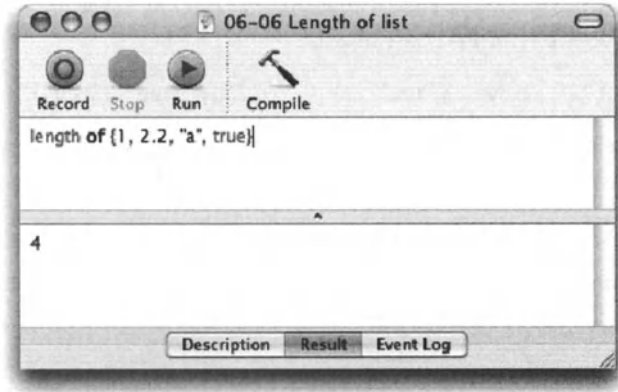 06-06 Length of list
Record Stop Run Compile
length of {1, 2.2, "a", true}
4
Description Result Event Log